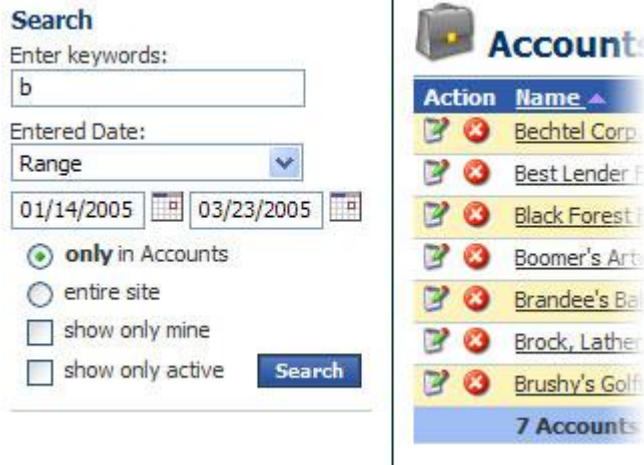 Search
Enter keywords:
b
Entered Date:
Range
01/14/2005 03/23/2005
only in Accounts
entire site
show only mine
show only active Search
Accounts
Action Name
Bechtel Corp.
Best Lender
Black Forest
Boomer's Art
Brandee's Ba
Brock, Lather
Brushy's Golf
7 Accounts